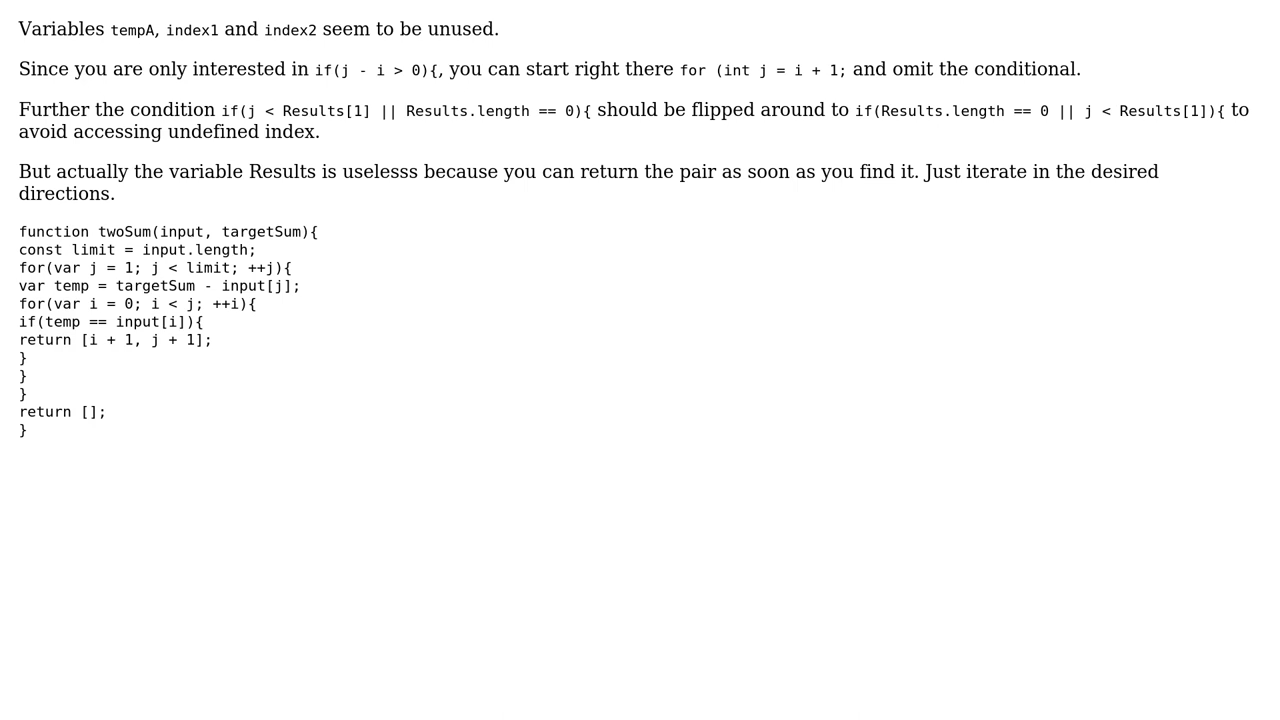 Variables tempA, index1 and index2 seem to be unused.
Since you are only interested in if(j - i > 0){, you can start right there for (int j = i + 1; and omit the conditional.
Further the condition if(j < Results[1] || Results.length == 0){ should be flipped around to if(Results.length == 0 || j < Results[1]){ to
avoid accessing undefined index.
But actually the variable Results is uselesss because you can return the pair as soon as you find it. Just iterate in the desired
directions.
function twoSum(input, targetSum){
const limit = input.length;
for(var j = 1; j < limit; ++j){
var temp = targetSum - input[j];
for(var i = 0; i < j; ++i){
if(temp == input[i]){
return [i + 1, j + 1];
}
}
}
return [];
}